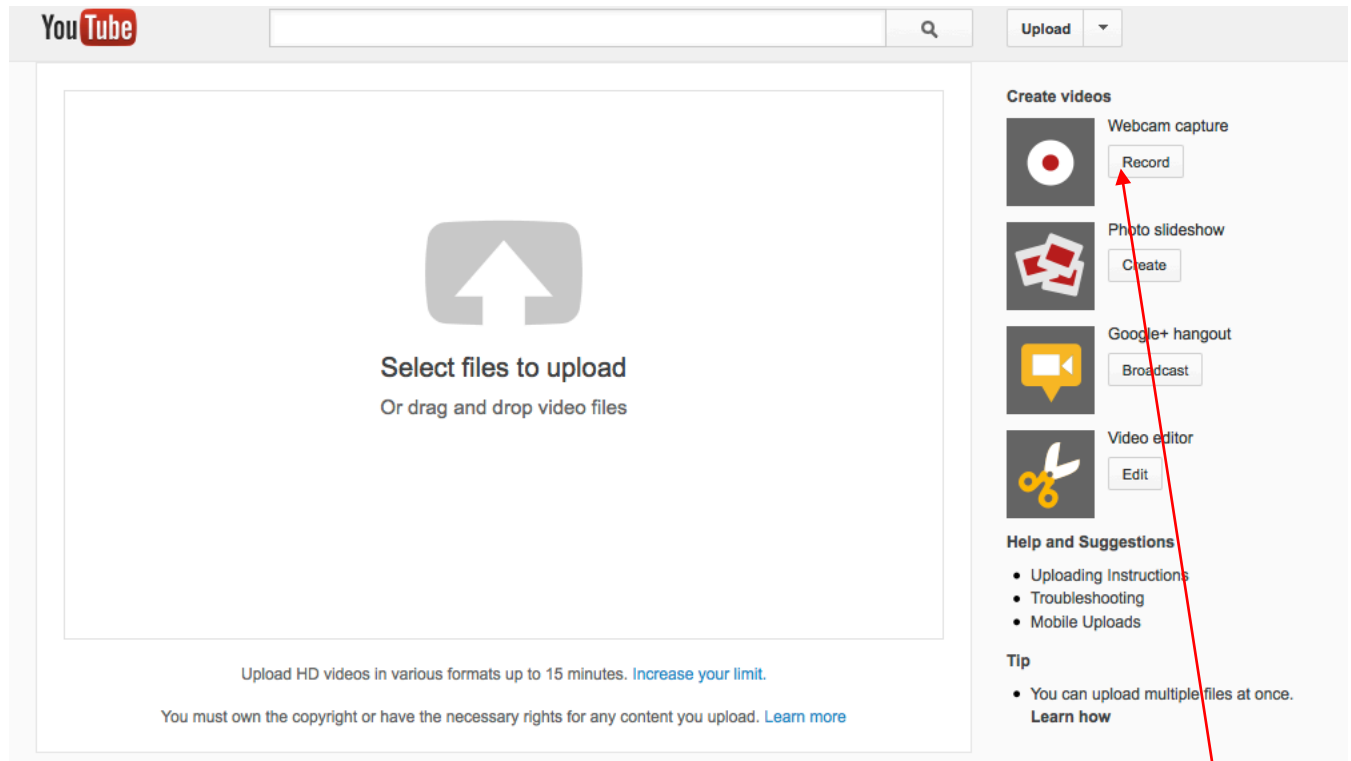 YouTube
Upload
Select files to upload
Or drag and drop video files
Upload HD videos in various formats up to 15 minutes. Increase your limit.
You must own the copyright or have the necessary rights for any content you upload. Learn more
Create videos
Webcam capture
Record
Photo slideshow
Create
Google+ hangout
Broadcast
Video editor
Edit
Help and Suggestions
• Uploading Instructions
• Troubleshooting
• Mobile Uploads
Tip
• You can upload multiple files at once.
Learn how